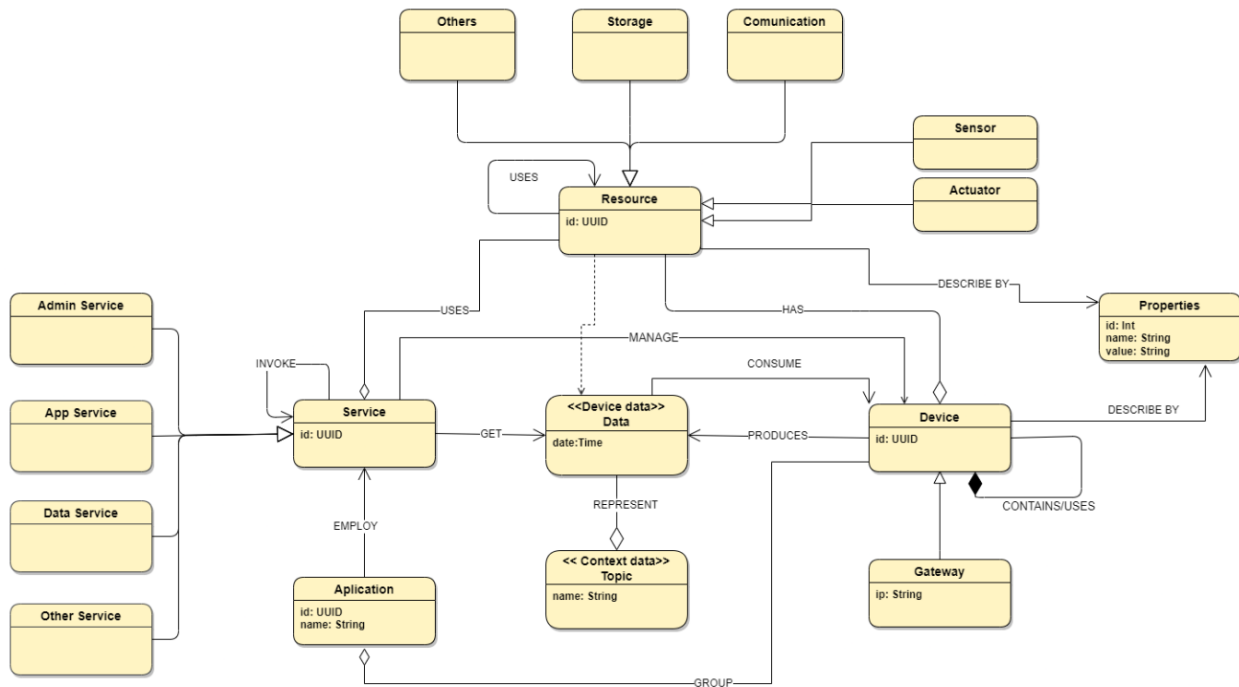 Others
Storage
Comunication
Sensor
Actuator
USES
Resource
id: UUID
Admin Service
App Service
Data Service
Other Service
USES
MANAGE
HAS
DESCRIBE BY
Properties
id: Int
name: String
value: String
INVOKE
Service
id: UUID
GET
<<Device data>>
Data
date:Time
CONSUME
PRODUCES
Device
id: UUID
DESCRIBE BY
CONTAINS/USES
EMPLOY
REPRESENT
<< Context data>>
Topic
name: String
Aplication
id: UUID
name: String
Gateway
ip: String
GROUP